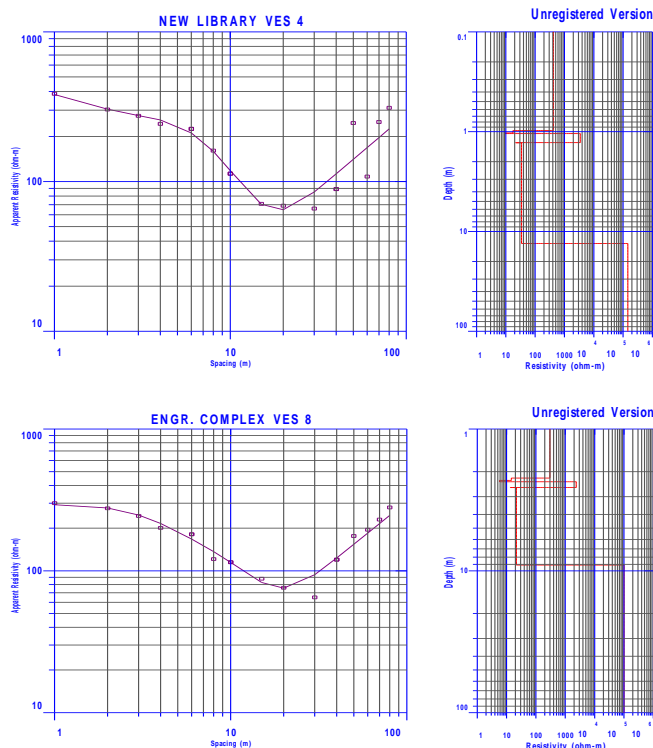 NEW LIBRARY VES 4
Unregistered Version
1000
100
10
Apparent Resistivity (ohm-m)
1 10 100
Spacing (m)
0.1
1
10
100
Depth (m)
1 10 100 1000 10 4 10 5 10 6
Resistivity (ohm-m)
ENGR. COMPLEX VES 8
Unregistered Version
1000
100
10
Apparent Resistivity (ohm-m)
1 10 100
Spacing (m)
1
10
100
Depth (m)
1 10 100 1000 10 4 10 5 10 6
Resistivity (ohm-m)